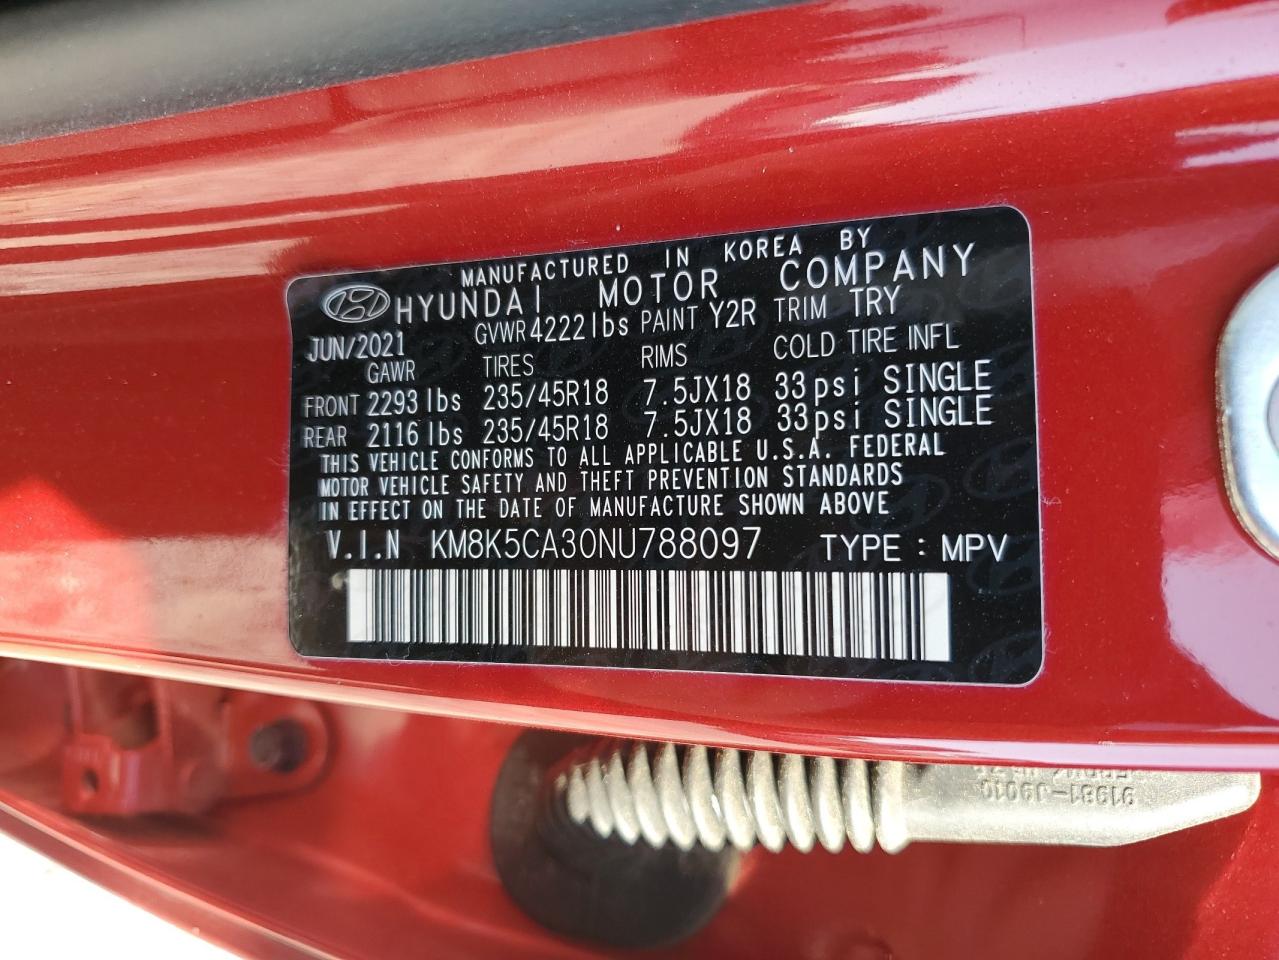 MANUFACTURED IN KOREA BY
HYUNDAI MOTOR COMPANY
JUN/2021 GVWR 4222 lbs PAINT Y2R TRIM TRY
GAWR TIRES RIMS COLD TIRE INFL
FRONT 2293 lbs 235/45R18 7.5JX18 33psi SINGLE
REAR 2116 lbs 235/45R18 7.5JX18 33psi SINGLE
THIS VEHICLE CONFORMS TO ALL APPLICABLE U.S.A. FEDERAL
MOTOR VEHICLE SAFETY AND THEFT PREVENTION STANDARDS
IN EFFECT ON THE DATE OF MANUFACTURE SHOWN ABOVE
V.I.N KM8K5CA30NU788097 TYPE : MPV
91981-J9010